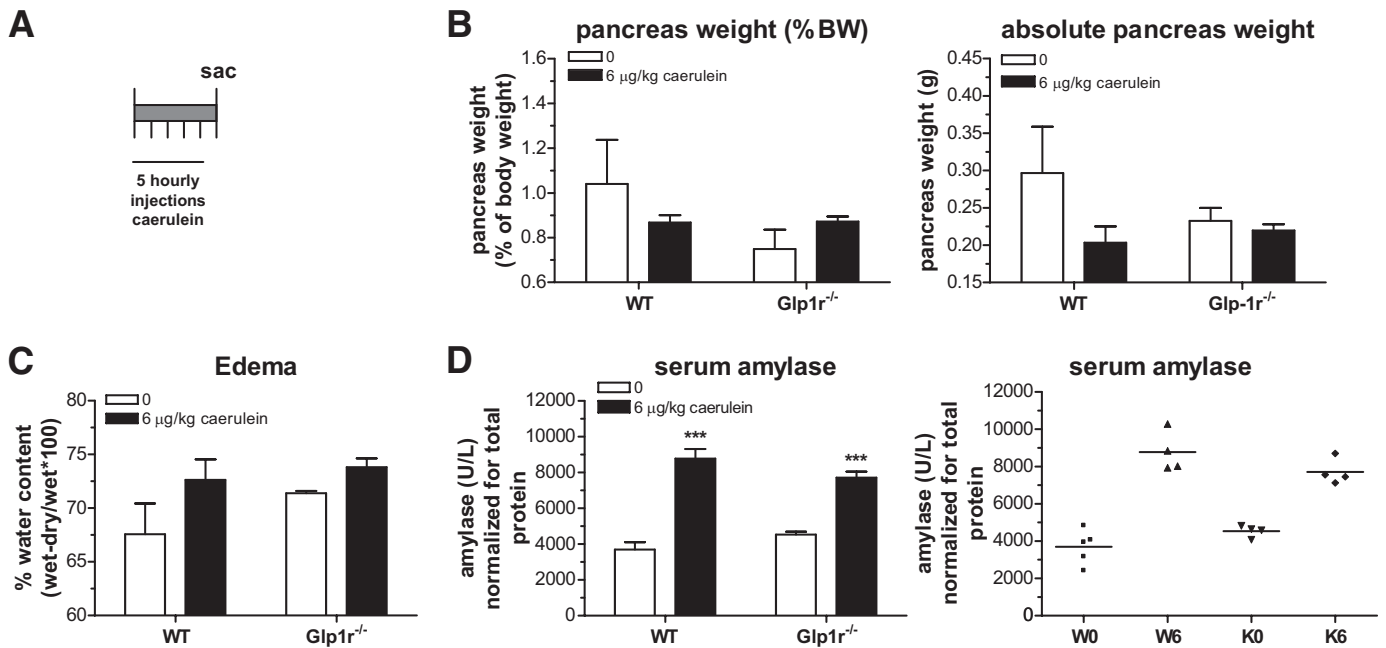 A
sac
5 hourly
injections
caerulein
B
pancreas weight (%BW)
0
6 μg/kg caerulein
pancreas weight
(% of body weight)
1.6
1.4
1.2
1.0
0.8
0.6
WT
Glp1r-/-
absolute pancreas weight
0
6 μg/kg caerulein
pancreas weight (g)
0.45
0.40
0.35
0.30
0.25
0.20
0.15
WT
Glp-1r-/-
C
Edema
0
6 μg/kg caerulein
% water content
(wet-dry/wet*100)
80
75
70
65
60
WT
Glp1r-/-
D
serum amylase
0
6 μg/kg caerulein
amylase (U/L)
normalized for total
protein
12000
10000
8000
6000
4000
2000
0
***
***
WT
Glp1r-/-
serum amylase
amylase (U/L)
normalized for total
protein
12000
10000
8000
6000
4000
2000
0
W0
W6
K0
K6